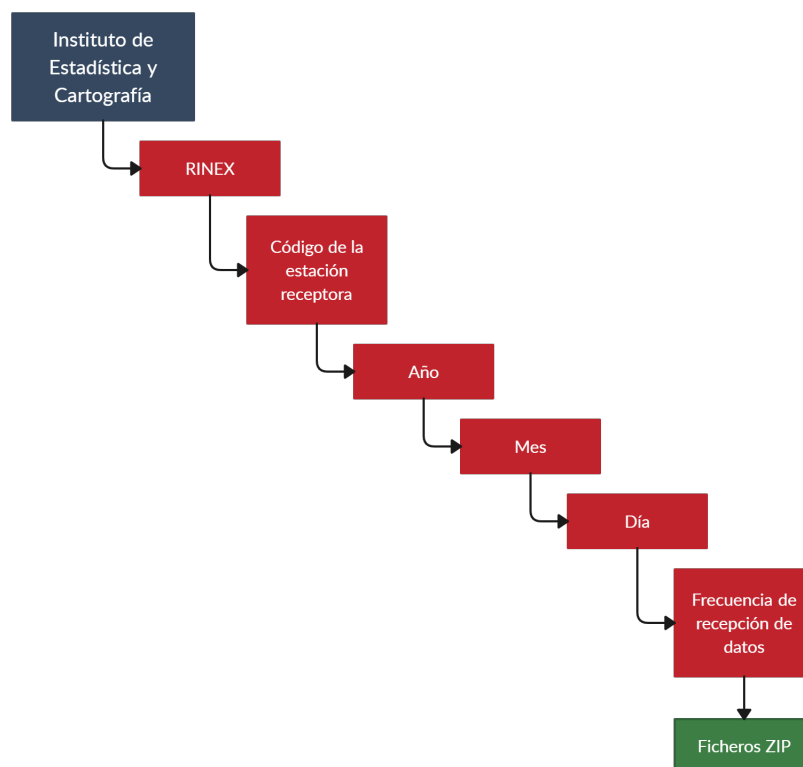 Instituto de
Estadística y
Cartografía
RINEX
Código de la
estación
receptora
Año
Mes
Día
Frecuencia de
recepción de
datos
Ficheros ZIP